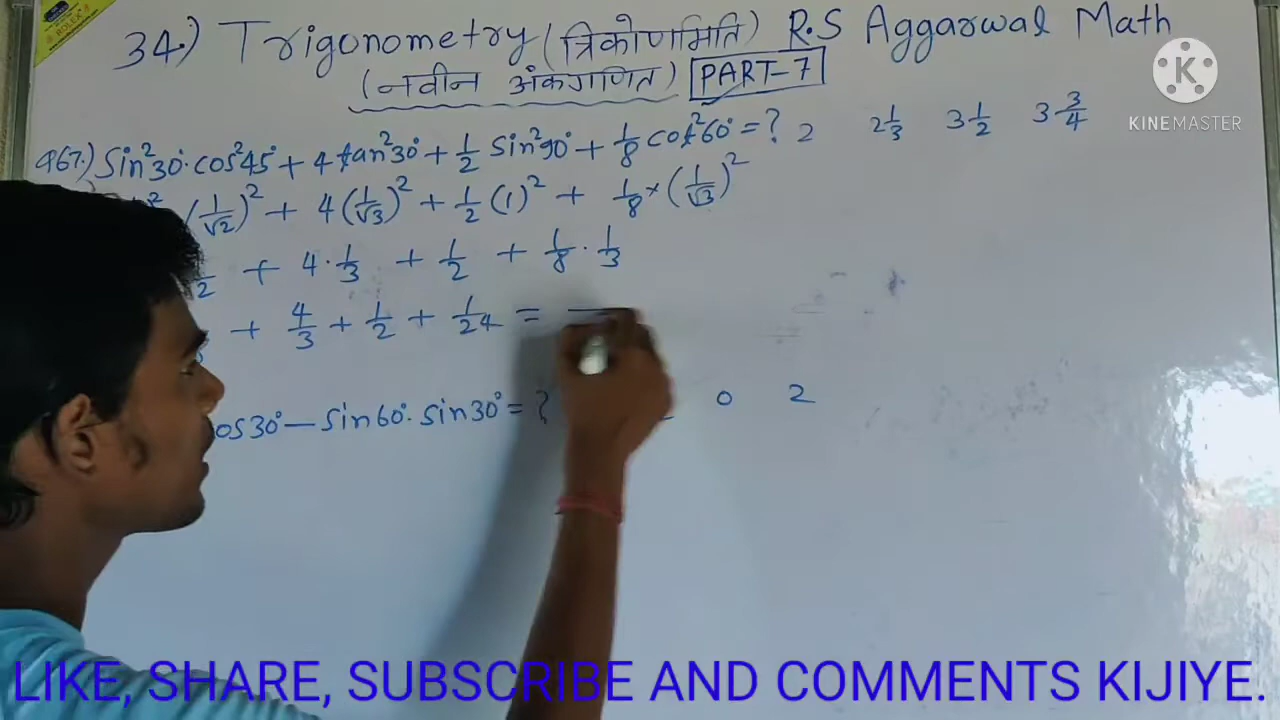 34.) Trigonometry (त्रिकोणमिति) R.S Aggarwal Math
(नवीन अंकगणित) PART-7
KINEMASTER
967.) Sin²30°·cos²45° + 4 tan²30° + 1/2 Sin²90° + 1/8 cot²60° = ? 2 2 1/3 3 1/2 3 3/4
(1/√2)² + 4(1/√3)² + 1/2 (1)² + 1/8 × (1/√3)²
+ 4·1/3 + 1/2 + 1/8 · 1/3
+ 4/3 + 1/2 + 1/24 =
os30° — sin60°. sin30° = ? 0 2
LIKE, SHARE, SUBSCRIBE AND COMMENTS KIJIYE.